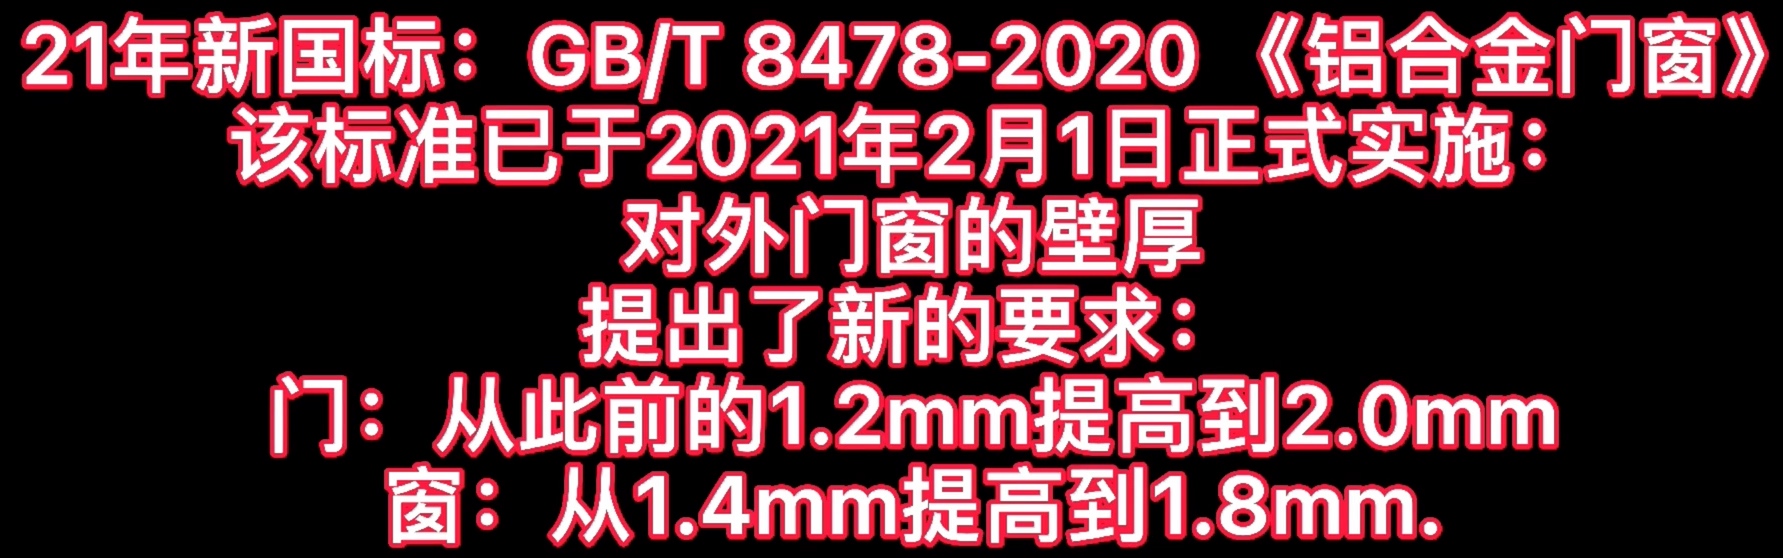 21年新国标：GB/T 8478-2020 《铝合金门窗》
该标准已于2021年2月1日正式实施：
对外门窗的壁厚
提出了新的要求：
门：从此前的1.2mm提高到2.0mm
窗：从1.4mm提高到1.8mm.